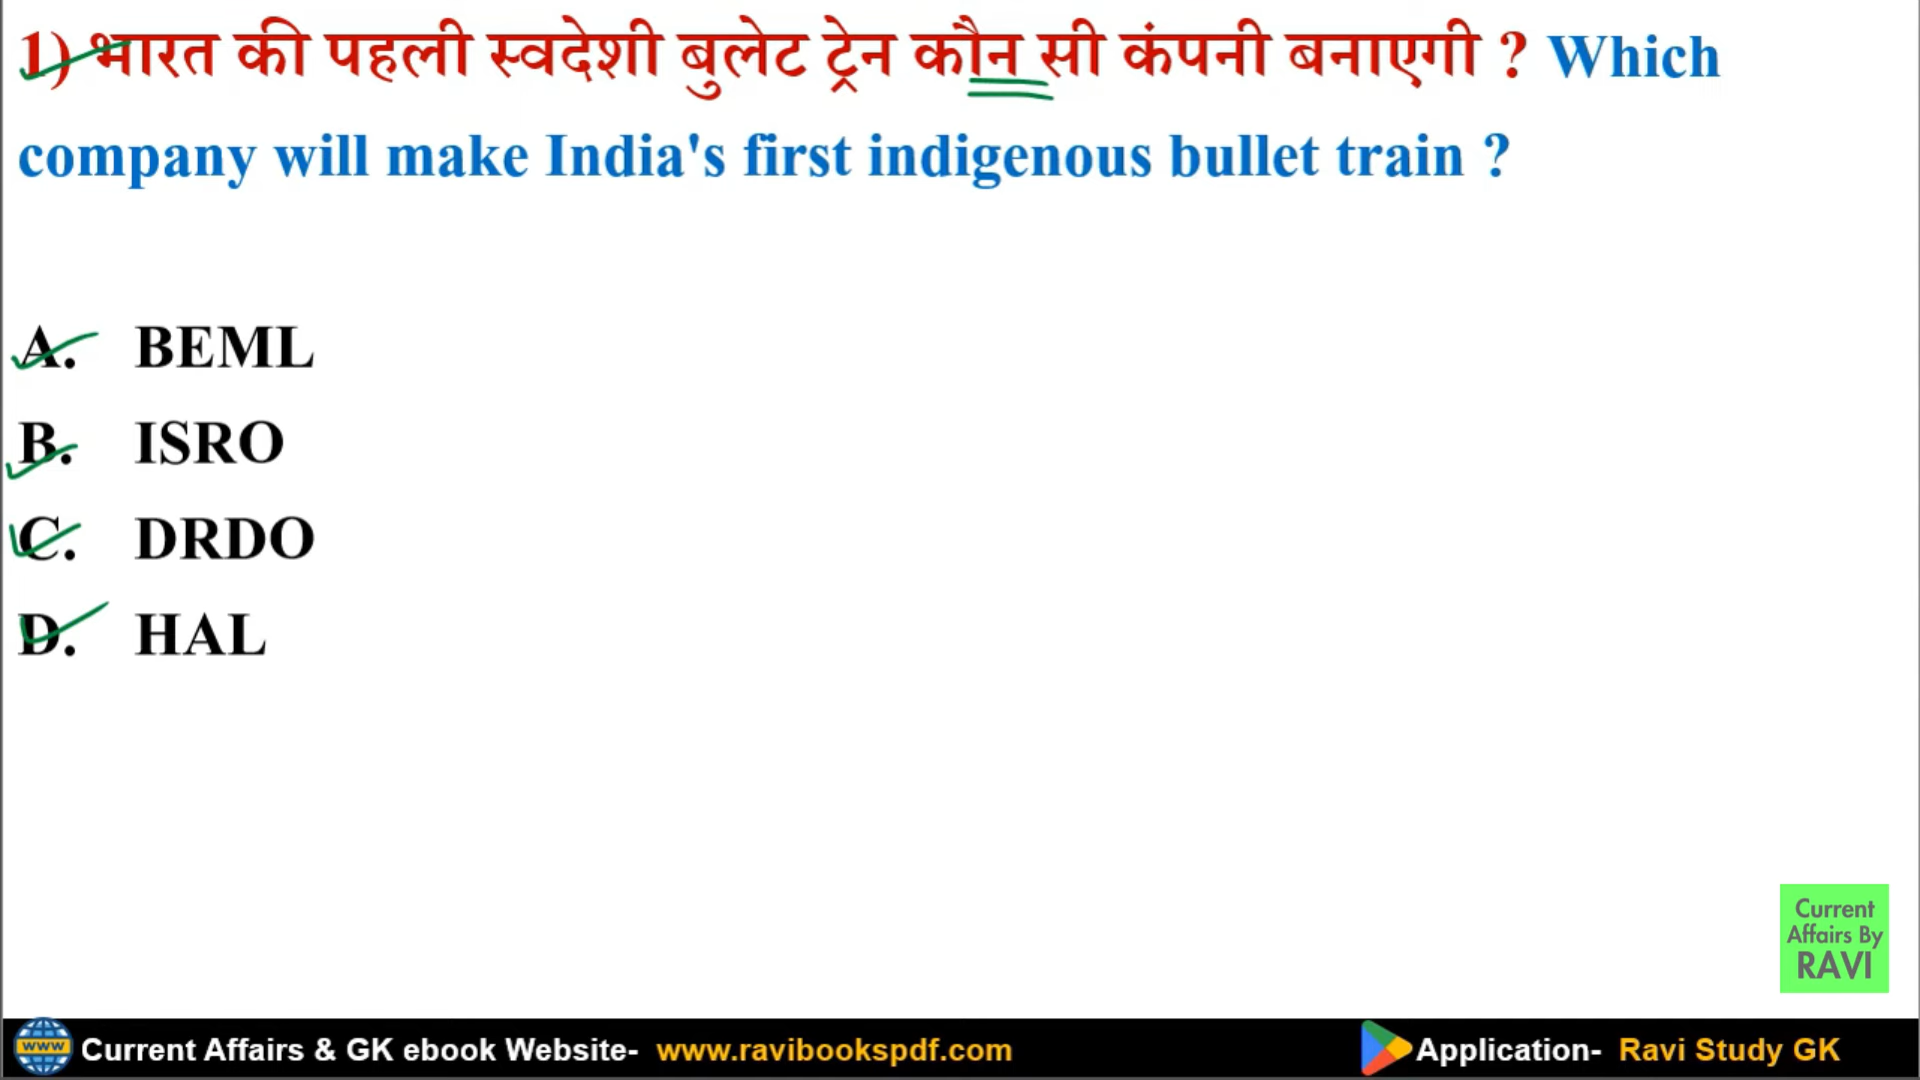 1) भारत की पहली स्वदेशी बुलेट ट्रेन कौन सी कंपनी बनाएगी ? Which
company will make India's first indigenous bullet train ?
A. BEML
B. ISRO
C. DRDO
D. HAL
Current
Affairs By
RAVI
www Current Affairs & GK ebook Website- www.ravibookspdf.com Application- Ravi Study GK